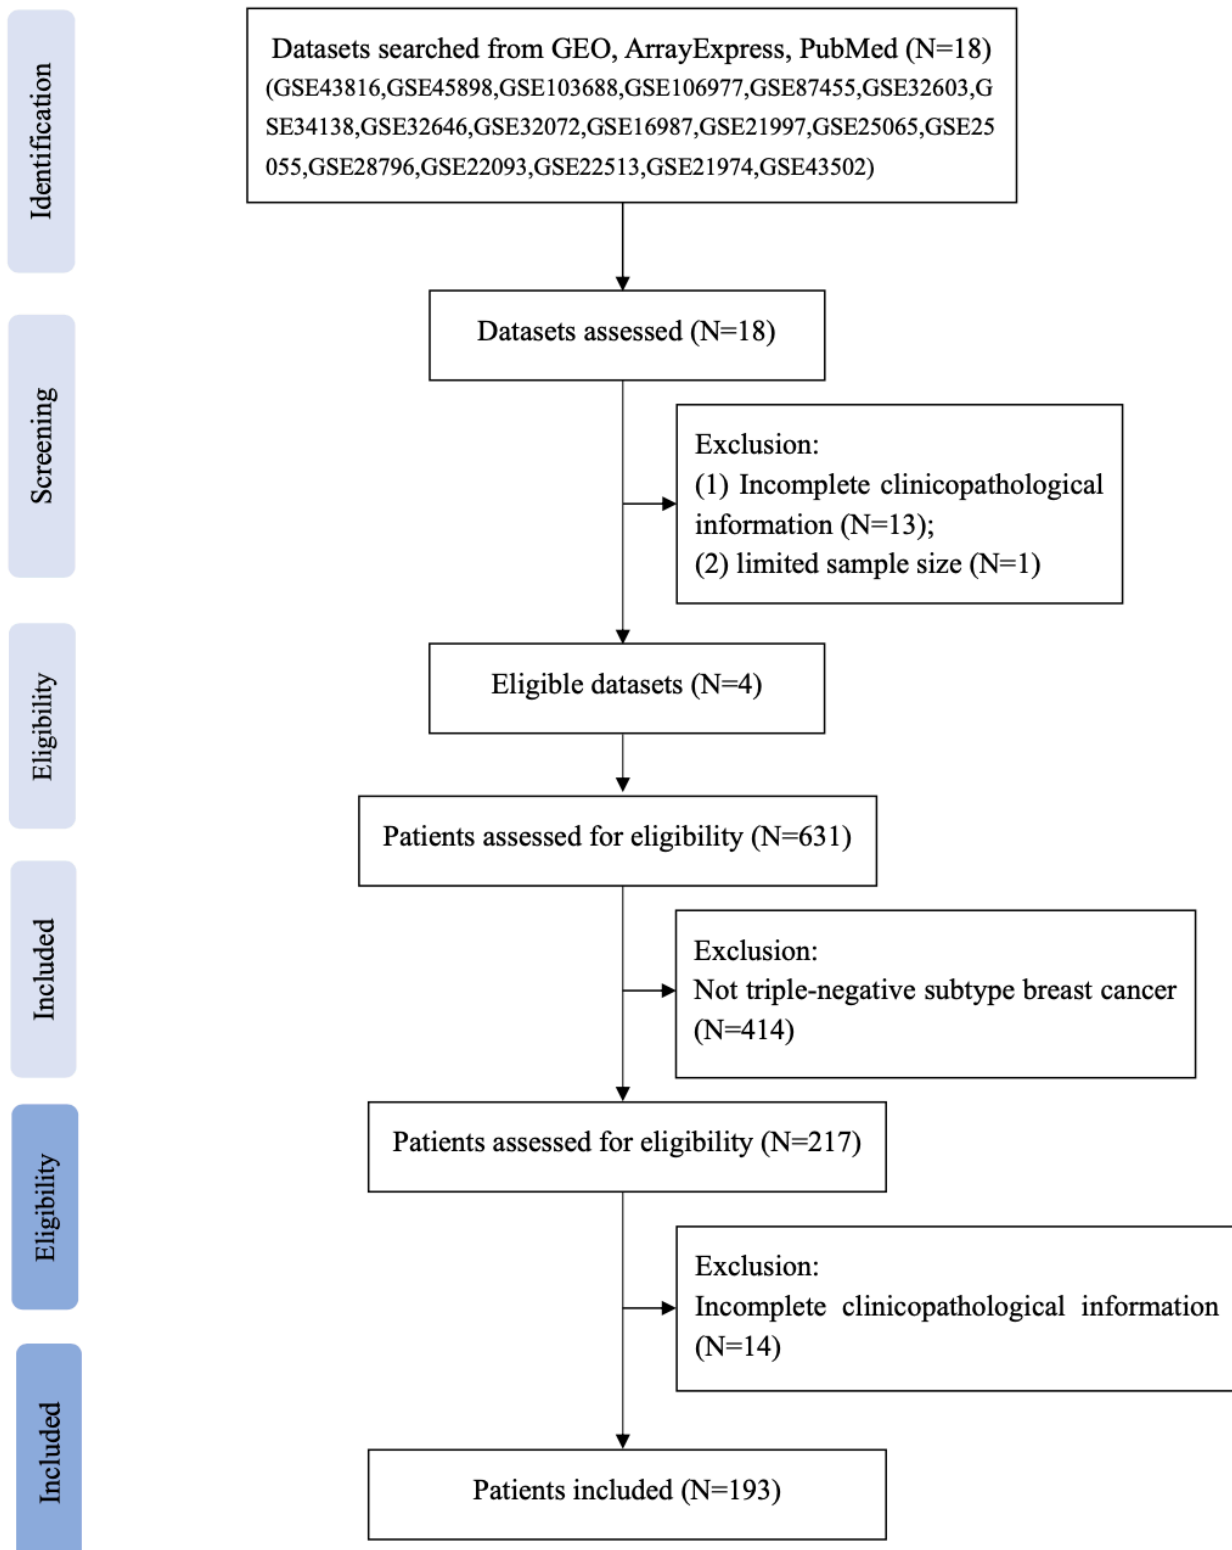 Identification
Datasets searched from GEO, ArrayExpress, PubMed (N=18)
(GSE43816,GSE45898,GSE103688,GSE106977,GSE87455,GSE32603,G
SE34138,GSE32646,GSE32072,GSE16987,GSE21997,GSE25065,GSE25
055,GSE28796,GSE22093,GSE22513,GSE21974,GSE43502)
Screening
Datasets assessed (N=18)
Exclusion:
(1) Incomplete clinicopathological
information (N=13);
(2) limited sample size (N=1)
Eligibility
Eligible datasets (N=4)
Patients assessed for eligibility (N=631)
Included
Exclusion:
Not triple-negative subtype breast cancer
(N=414)
Eligibility
Patients assessed for eligibility (N=217)
Exclusion:
Incomplete clinicopathological information
(N=14)
Included
Patients included (N=193)